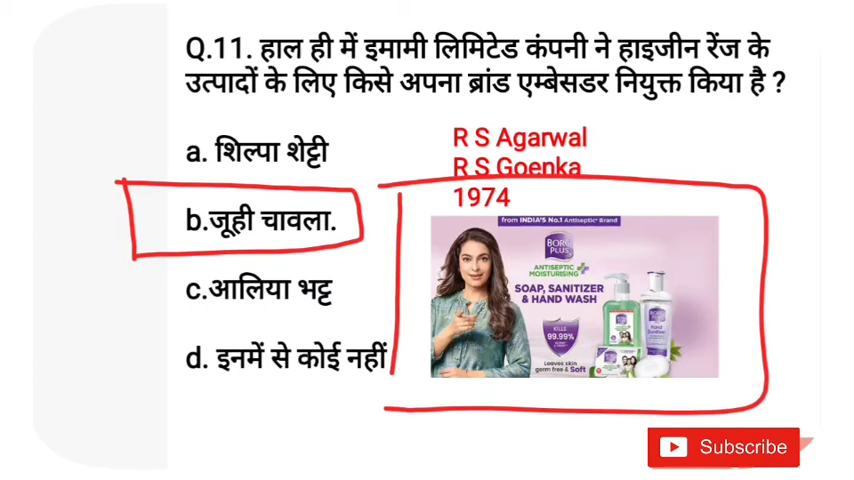 Q.11. हाल ही में इमामी लिमिटेड कंपनी ने हाइजीन रेंज के
उत्पादों के लिए किसे अपना ब्रांड एम्बेसडर नियुक्त किया है ?
a. शिल्पा शेट्टी
b.जूही चावला.
c.आलिया भट्ट
d. इनमें से कोई नहीं
R S Agarwal
R S Goenka
1974
from INDIA'S No.1 Antiseptic* Brand
BORO
PLUS
ANTISEPTIC
MOISTURISING
SOAP, SANITIZER
& HAND WASH
KILLS
99.99%
Leaves skin
germ free & Soft
Hand
Sanitiser
Subscribe